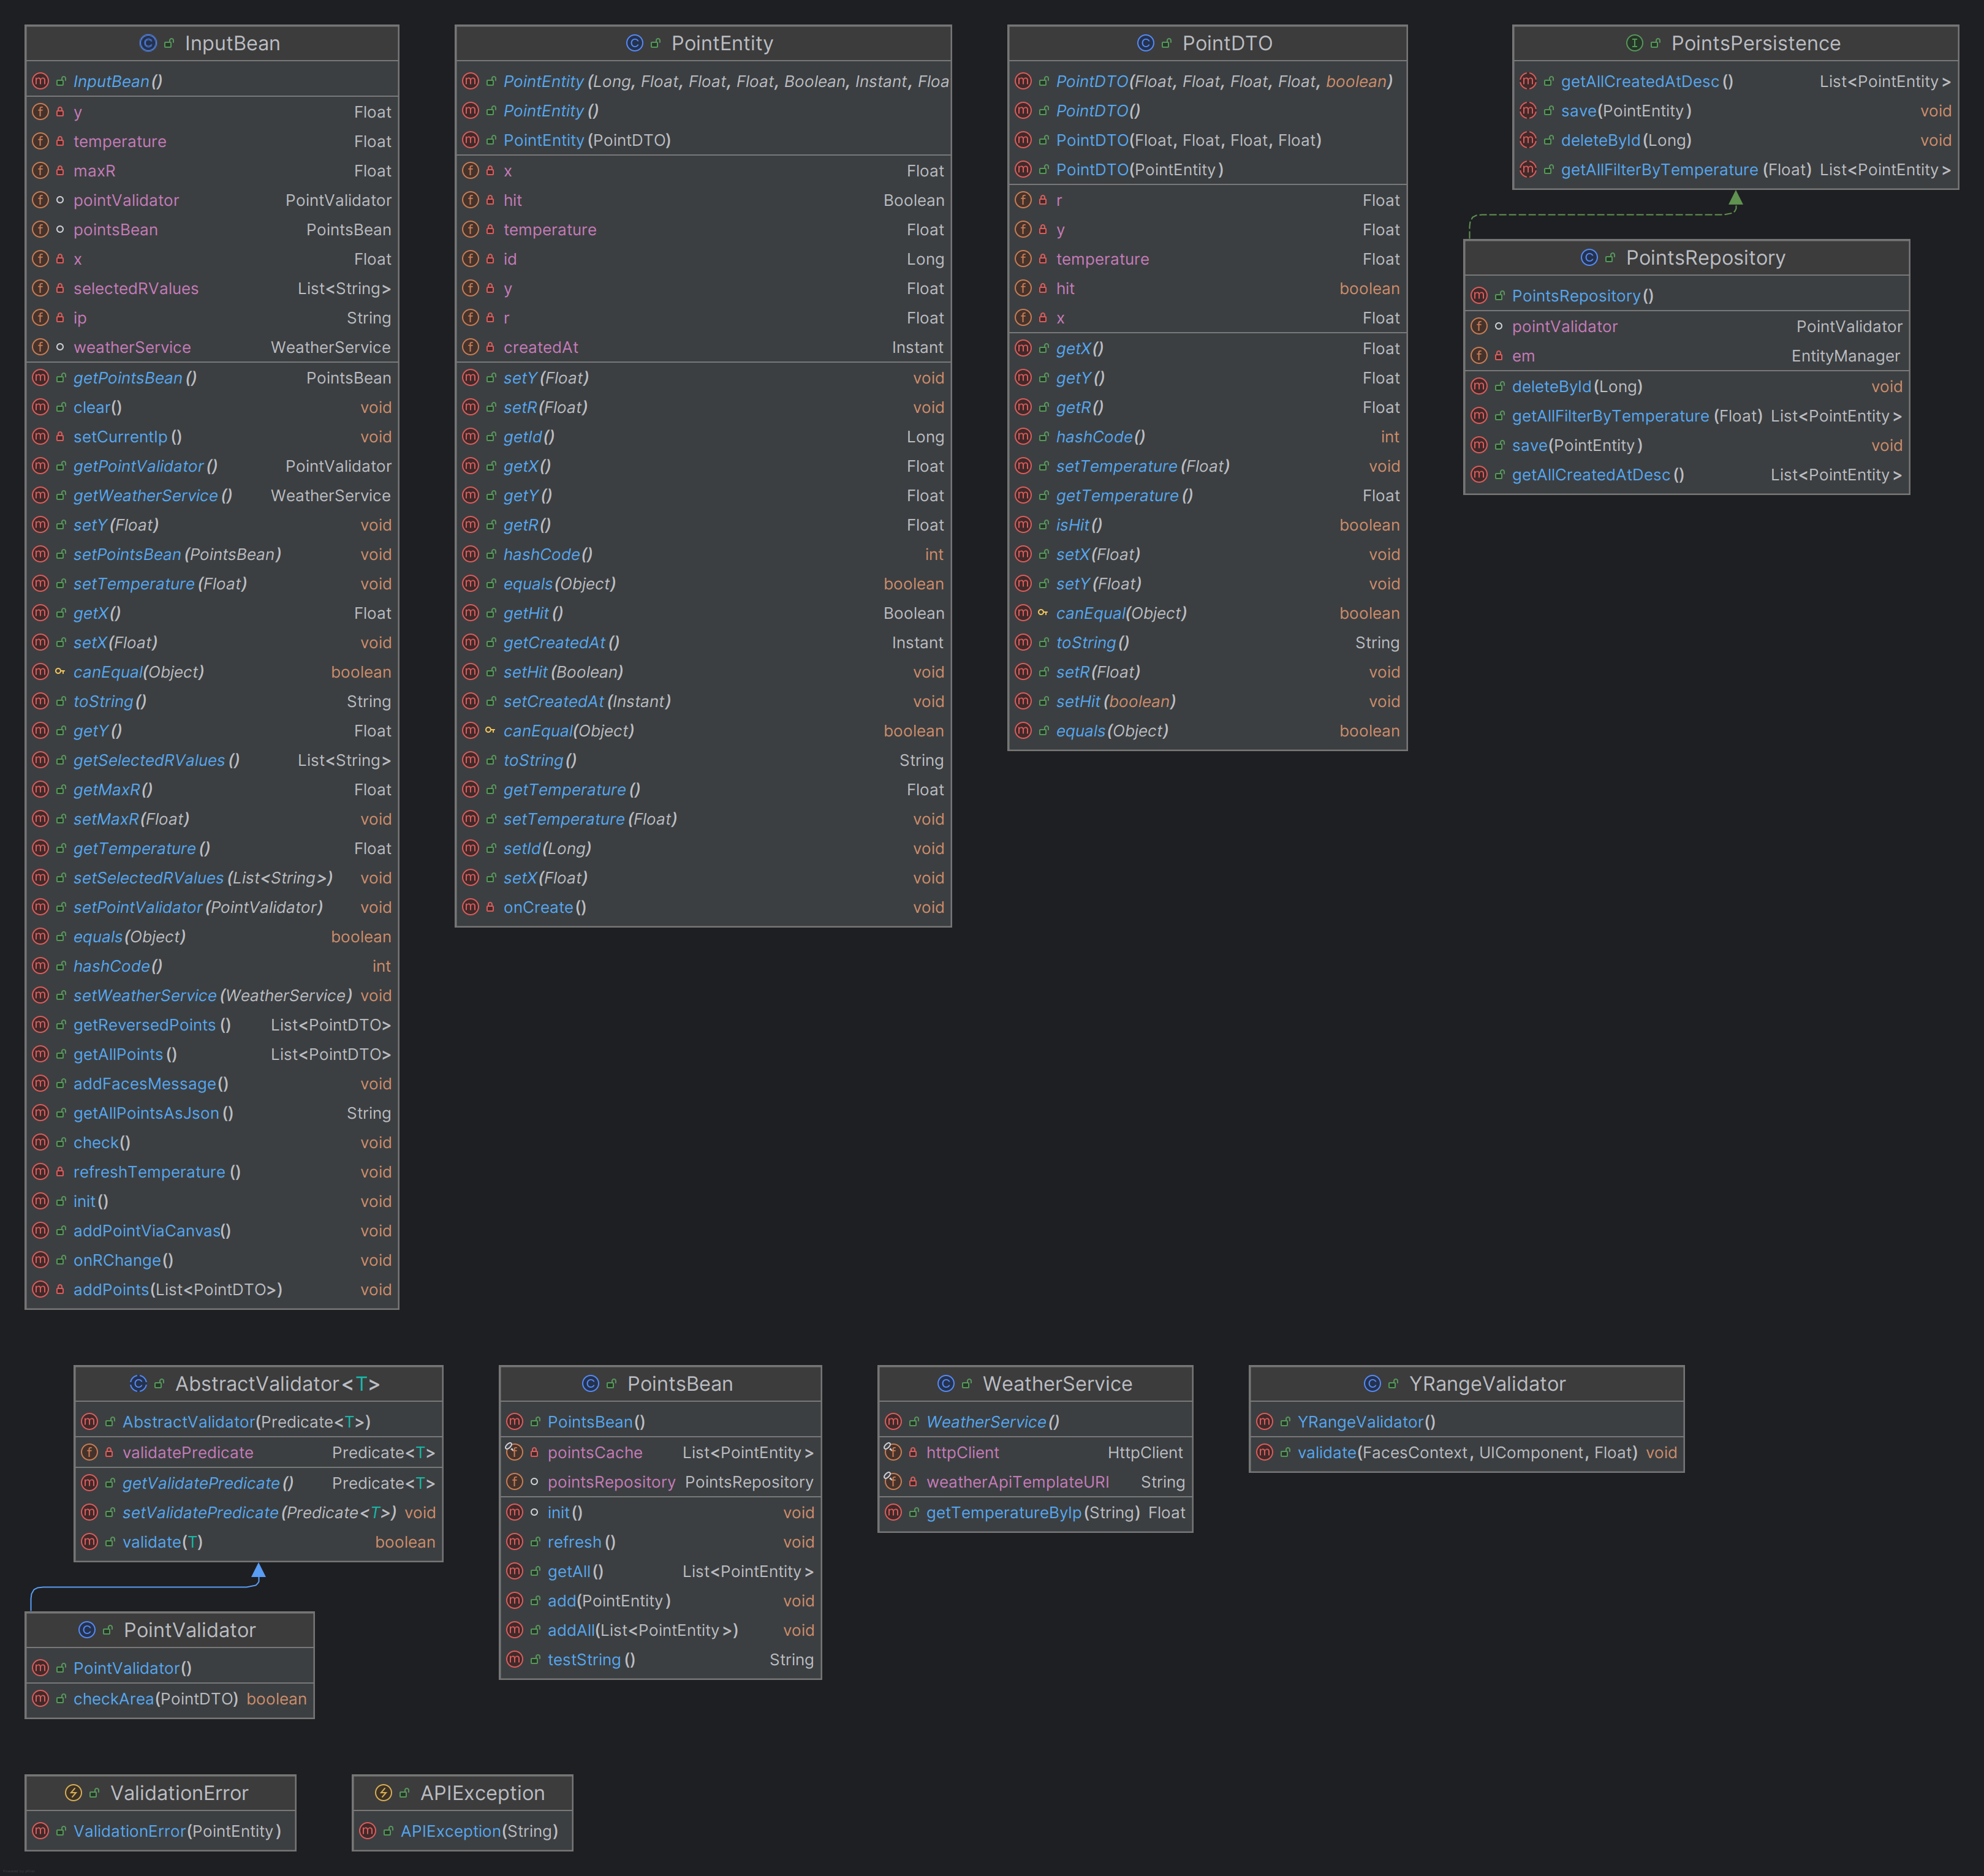 InputBean
InputBean()
y Float
temperature Float
maxR Float
pointValidator PointValidator
pointsBean PointsBean
x Float
selectedRValues List<String>
ip String
weatherService WeatherService
getPointsBean() PointsBean
clear() void
setCurrentIp() void
getPointValidator() PointValidator
getWeatherService() WeatherService
setY(Float) void
setPointsBean(PointsBean) void
setTemperature(Float) void
getX() Float
setX(Float) void
canEqual(Object) boolean
toString() String
getY() Float
getSelectedRValues() List<String>
getMaxR() Float
setMaxR(Float) void
getTemperature() Float
setSelectedRValues(List<String>) void
setPointValidator(PointValidator) void
equals(Object) boolean
hashCode() int
setWeatherService(WeatherService) void
getReversedPoints() List<PointDTO>
getAllPoints() List<PointDTO>
addFacesMessage() void
getAllPointsAsJson() String
check() void
refreshTemperature() void
init() void
addPointViaCanvas() void
onRChange() void
addPoints(List<PointDTO>) void
PointEntity
PointEntity(Long, Float, Float, Float, Boolean, Instant, Floa
PointEntity()
PointEntity(PointDTO)
x Float
hit Boolean
temperature Float
id Long
y Float
r Float
createdAt Instant
setY(Float) void
setR(Float) void
getId() Long
getX() Float
getY() Float
getR() Float
hashCode() int
equals(Object) boolean
getHit() Boolean
getCreatedAt() Instant
setHit(Boolean) void
setCreatedAt(Instant) void
canEqual(Object) boolean
toString() String
getTemperature() Float
setTemperature(Float) void
setId(Long) void
setX(Float) void
onCreate() void
PointDTO
PointDTO(Float, Float, Float, Float, boolean)
PointDTO()
PointDTO(Float, Float, Float, Float)
PointDTO(PointEntity)
r Float
y Float
temperature Float
hit boolean
x Float
getX() Float
getY() Float
getR() Float
hashCode() int
setTemperature(Float) void
getTemperature() Float
isHit() boolean
setX(Float) void
setY(Float) void
canEqual(Object) boolean
toString() String
setR(Float) void
setHit(boolean) void
equals(Object) boolean
PointsPersistence
getAllCreatedAtDesc() List<PointEntity>
save(PointEntity) void
deleteById(Long) void
getAllFilterByTemperature(Float) List<PointEntity>
PointsRepository
PointsRepository()
pointValidator PointValidator
em EntityManager
deleteById(Long) void
getAllFilterByTemperature(Float) List<PointEntity>
save(PointEntity) void
getAllCreatedAtDesc() List<PointEntity>
AbstractValidator<T>
AbstractValidator(Predicate<T>)
validatePredicate Predicate<T>
getValidatePredicate() Predicate<T>
setValidatePredicate(Predicate<T>) void
validate(T) boolean
PointValidator
PointValidator()
checkArea(PointDTO) boolean
PointsBean
PointsBean()
pointsCache List<PointEntity>
pointsRepository PointsRepository
init() void
refresh() void
getAll() List<PointEntity>
add(PointEntity) void
addAll(List<PointEntity>) void
testString() String
WeatherService
WeatherService()
httpClient HttpClient
weatherApiTemplateURI String
getTemperatureByIp(String) Float
YRangeValidator
YRangeValidator()
validate(FacesContext, UIComponent, Float) void
ValidationError
ValidationError(PointEntity)
APIException
APIException(String)